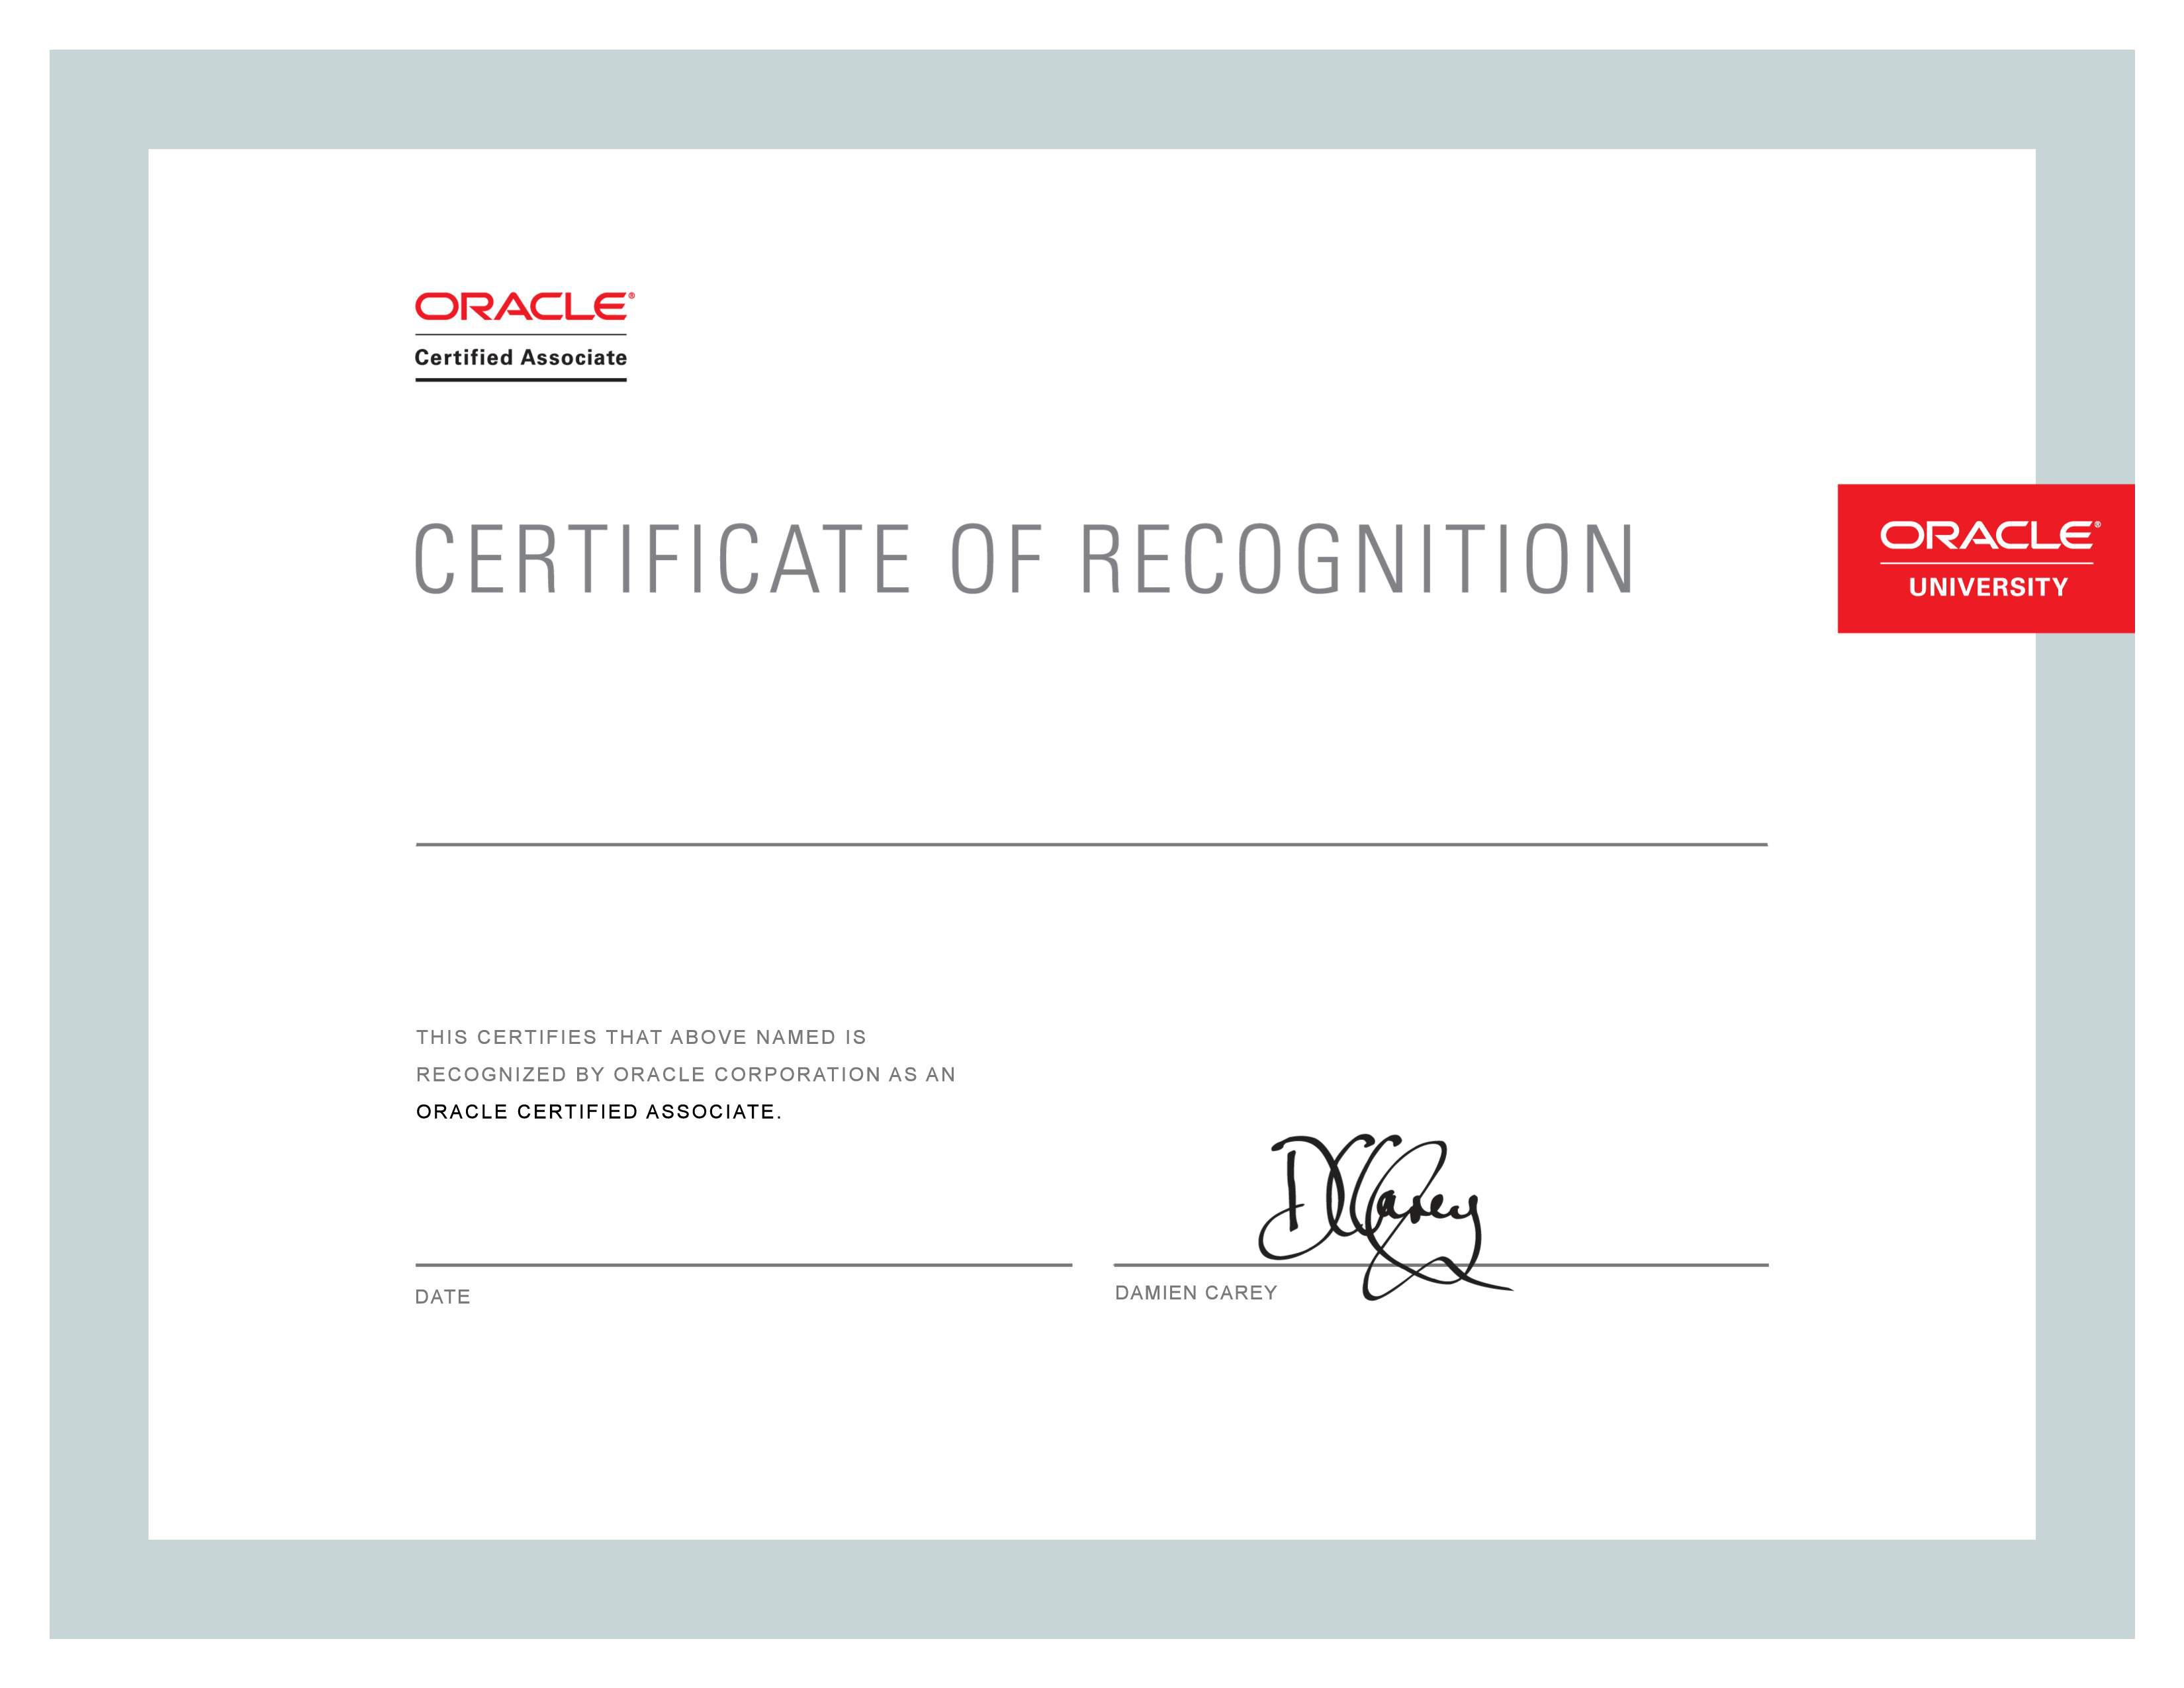 ORACLE®
Certified Associate
CERTIFICATE OF RECOGNITION
ORACLE®
UNIVERSITY
THIS CERTIFIES THAT ABOVE NAMED IS
RECOGNIZED BY ORACLE CORPORATION AS AN
ORACLE CERTIFIED ASSOCIATE.
DCarey
DATE
DAMIEN CAREY